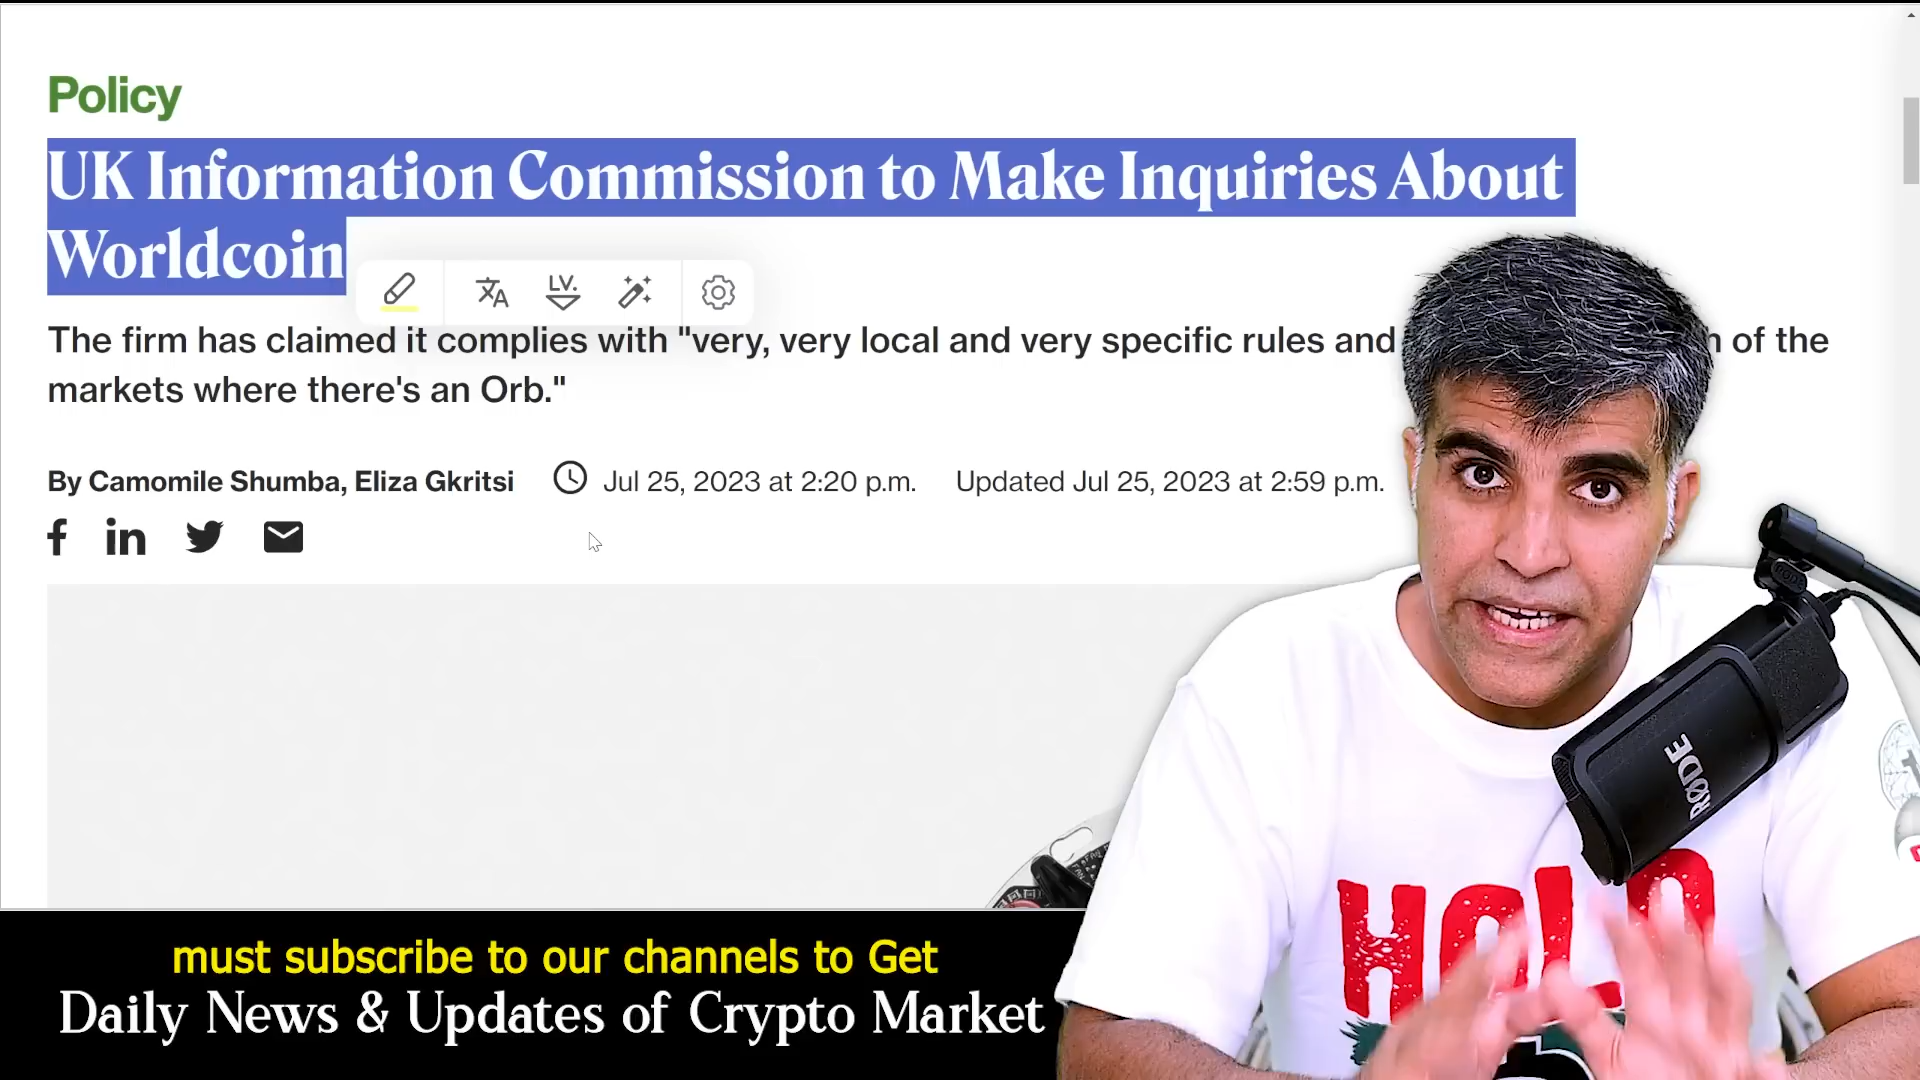 Policy
UK Information Commission to Make Inquiries About
Worldcoin
LV.
The firm has claimed it complies with "very, very local and very specific rules and of the
markets where there's an Orb."
By Camomile Shumba, Eliza Gkritsi Jul 25, 2023 at 2:20 p.m. Updated Jul 25, 2023 at 2:59 p.m.
RØDE
must subscribe to our channels to Get
Daily News & Updates of Crypto Market